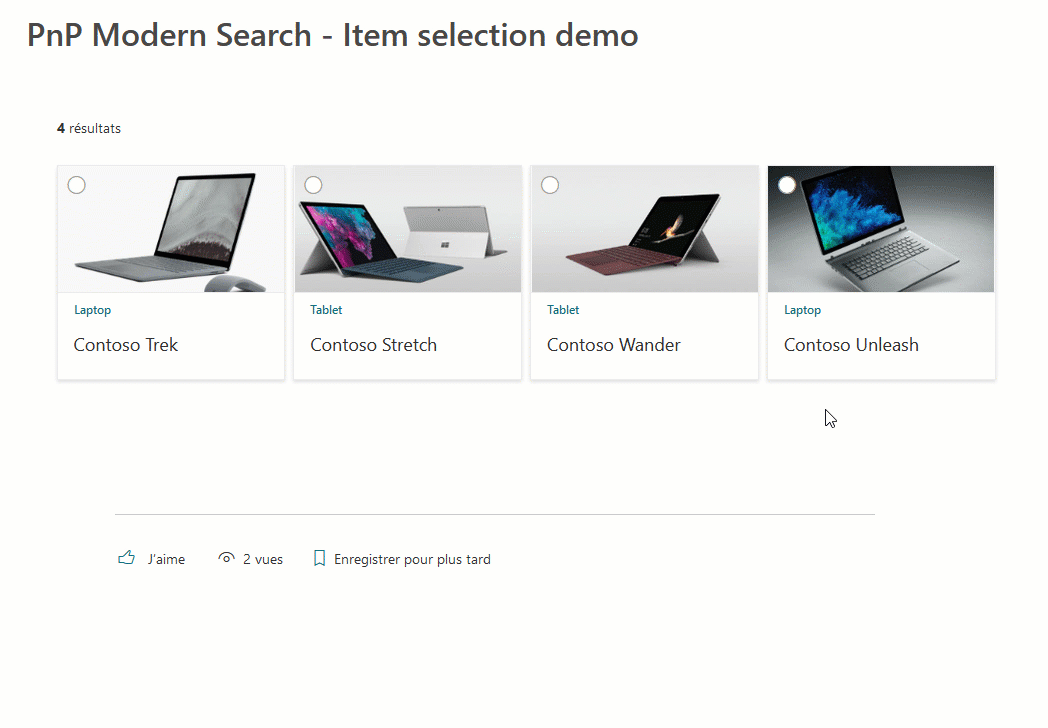 PnP Modern Search - Item selection demo
4 résultats
Laptop
Contoso Trek
Tablet
Contoso Stretch
Tablet
Contoso Wander
Laptop
Contoso Unleash
J'aime
2 vues
Enregistrer pour plus tard